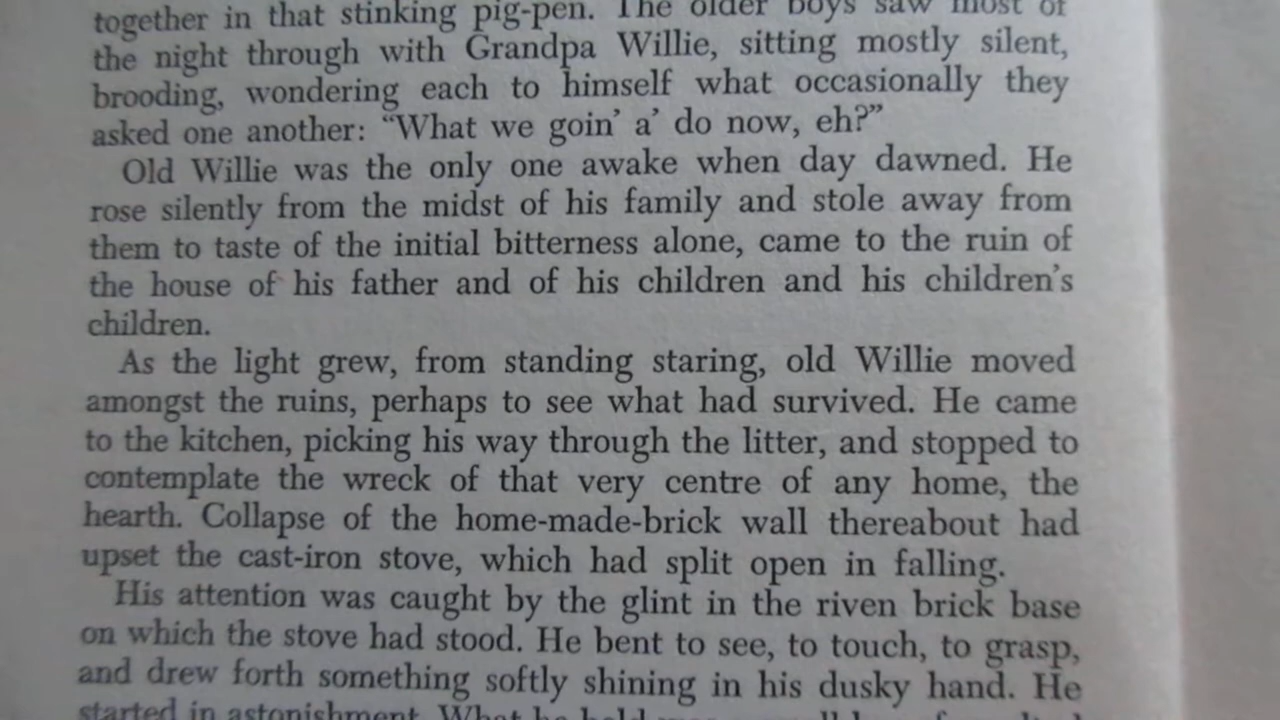 together in that stinking pig-pen. The older boys saw most of
the night through with Grandpa Willie, sitting mostly silent,
brooding, wondering each to himself what occasionally they
asked one another: “What we goin’ a’ do now, eh?”
Old Willie was the only one awake when day dawned. He
rose silently from the midst of his family and stole away from
them to taste of the initial bitterness alone, came to the ruin of
the house of his father and of his children and his children’s
children.
As the light grew, from standing staring, old Willie moved
amongst the ruins, perhaps to see what had survived. He came
to the kitchen, picking his way through the litter, and stopped to
contemplate the wreck of that very centre of any home, the
hearth. Collapse of the home-made-brick wall thereabout had
upset the cast-iron stove, which had split open in falling.
His attention was caught by the glint in the riven brick base
on which the stove had stood. He bent to see, to touch, to grasp,
and drew forth something softly shining in his dusky hand. He
started in astonishment. What he held